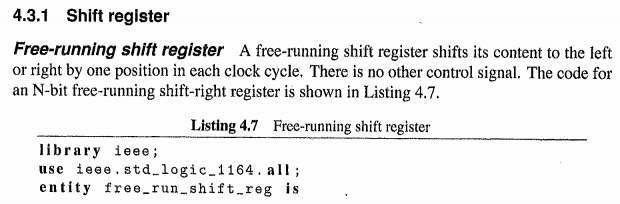 4.3.1 Shift register
Free-running shift register A free-running shift register shifts its content to the left
or right by one position in each clock cycle. There is no other control signal. The code for
an N-bit free-running shift-right register is shown in Listing 4.7.
Listing 4.7 Free-running shift register
library ieee;
use ieee.std_logic_1164.all;
entity free_run_shift_reg is